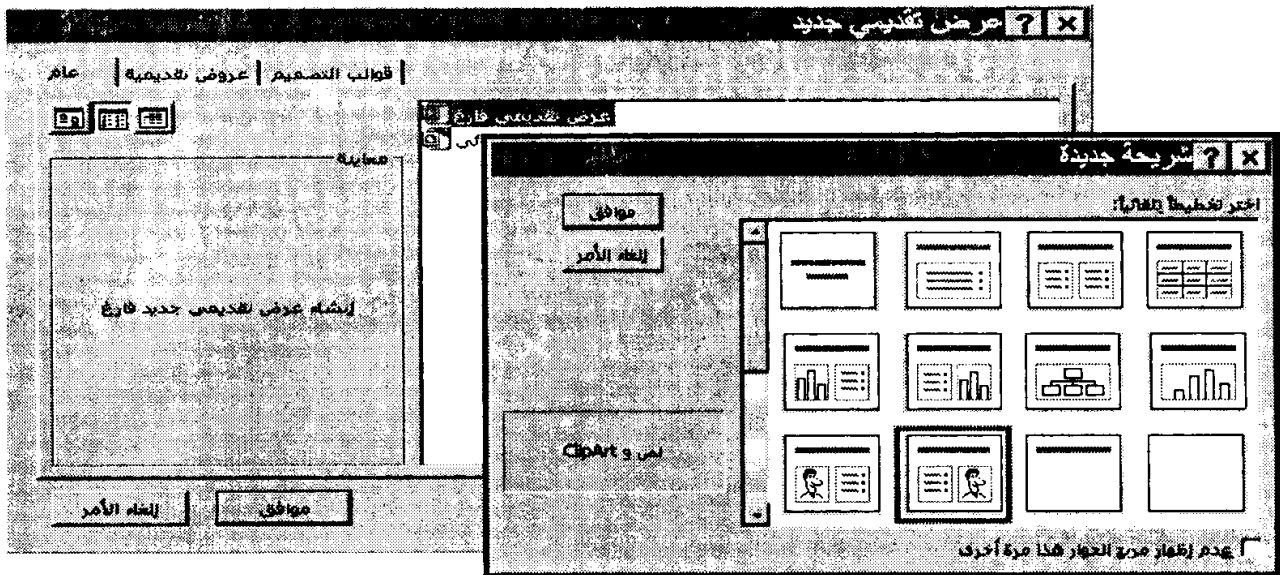 عرض تقديمي جديد
عام
عروض تقديمية
قوالب التصميم
عرض تقديمي فارغ
معاينة
إنشاء عرض تقديمي جديد فارغ
موافق
إلغاء الأمر
شريحة جديدة
اختر تخطيطاً تلقائياً:
موافق
إلغاء الأمر
نص و ClipArt
عدم إظهار مربع الحوار هذا مرة أخرى